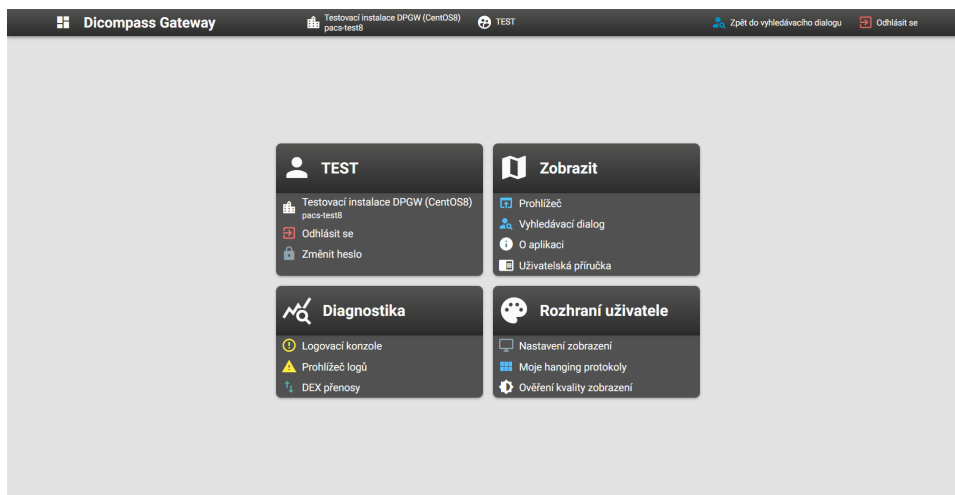 Dicompass Gateway
Testovací instalace DPGW (CentOS8)
pacs-test8
TEST
Zpět do vyhledávacího dialogu
Odhlásit se
TEST
Testovací instalace DPGW (CentOS8)
pacs-test8
Odhlásit se
Změnit heslo
Zobrazit
Prohlížeč
Vyhledávací dialog
O aplikaci
Uživatelská příručka
Diagnostika
Logovací konzole
Prohlížeč logů
DEX přenosy
Rozhraní uživatele
Nastavení zobrazení
Moje hanging protokoly
Ověření kvality zobrazení